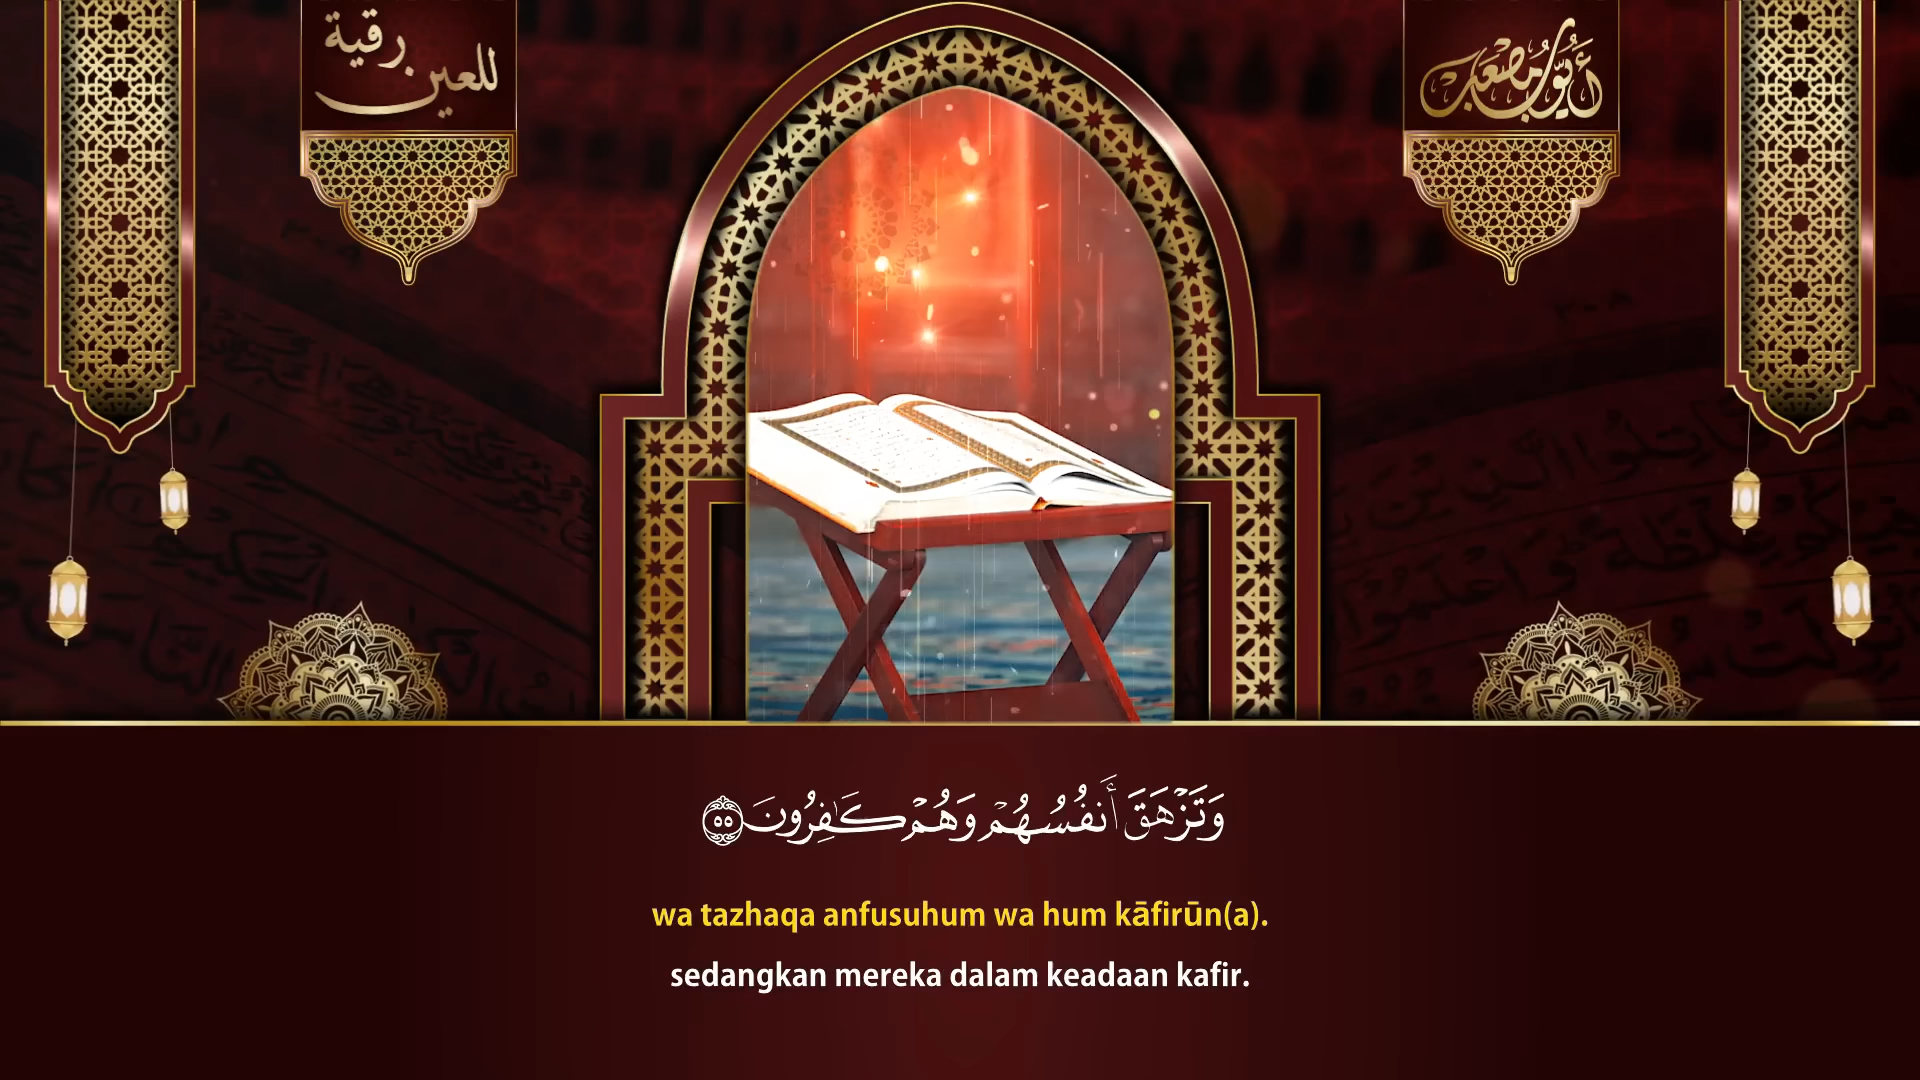 رقية
للعين
أيوب مصعب
وَتَزْهَقَ أَنفُسُهُمْ وَهُمْ كَـٰفِرُونَ ۝٥٥
wa tazhaqa anfusuhum wa hum kāfirūn(a).
sedangkan mereka dalam keadaan kafir.